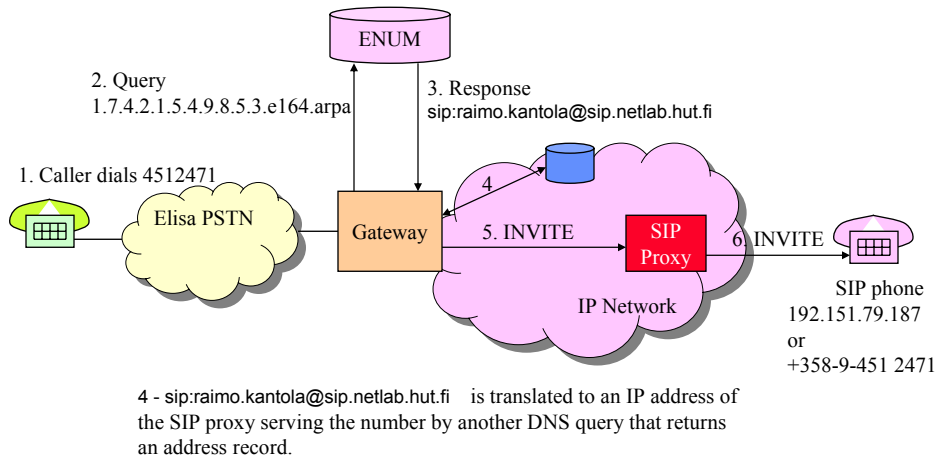 ENUM
2. Query
1.7.4.2.1.5.4.9.8.5.3.e164.arpa
3. Response
sip:raimo.kantola@sip.netlab.hut.fi
1. Caller dials 4512471
Elisa PSTN
Gateway
4
5. INVITE
SIP
Proxy
6. INVITE
IP Network
SIP phone
192.151.79.187
or
+358-9-451 2471
4 - sip:raimo.kantola@sip.netlab.hut.fi is translated to an IP address of
the SIP proxy serving the number by another DNS query that returns
an address record.